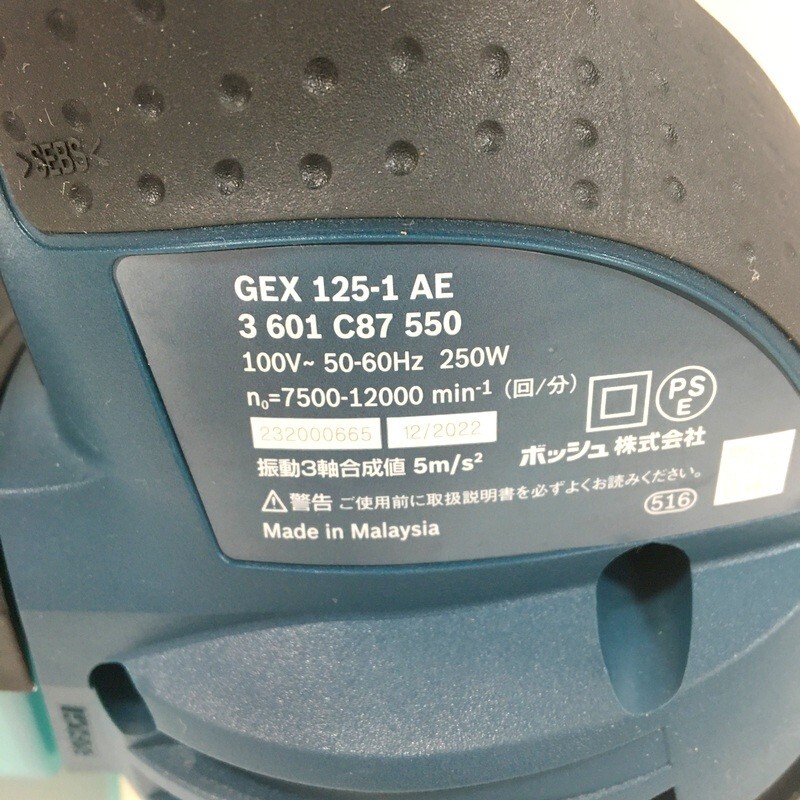 >SEBS<
GEX 125-1 AE
3 601 C87 550
100V~ 50-60Hz 250W
n₀=7500-12000 min⁻¹ (回/分)
PS
E
232000665 12/2022
ボッシュ株式会社
振動3軸合成値 5m/s²
⚠警告 ご使用前に取扱説明書を必ずよくお読みください。
516
Made in Malaysia